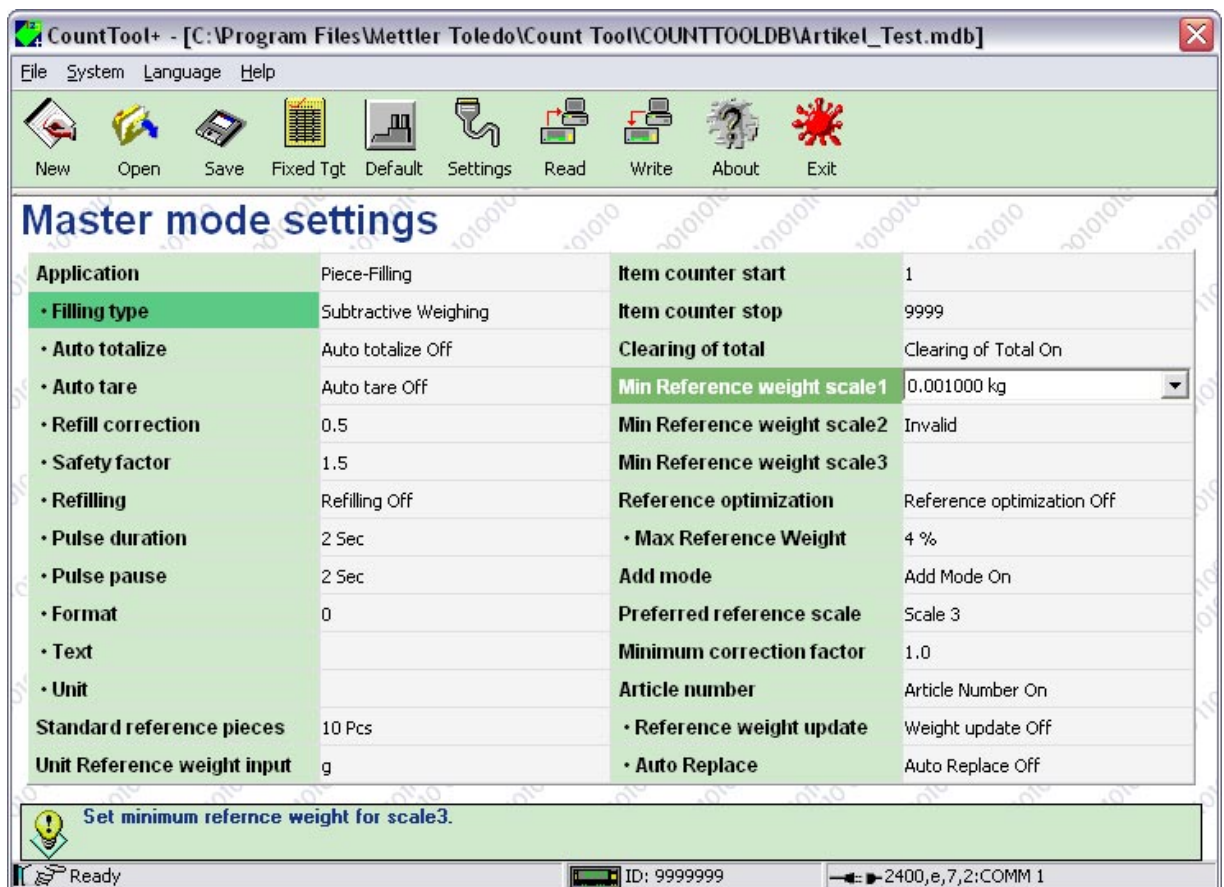 CountTool+ - [C:\Program Files\Mettler Toledo\Count Tool\COUNTTOOLDB\Artikel_Test.mdb]
File System Language Help
New Open Save Fixed Tgt Default Settings Read Write About Exit
Master mode settings
Application Piece-Filling Item counter start 1
• Filling type Subtractive Weighing Item counter stop 9999
• Auto totalize Auto totalize Off Clearing of total Clearing of Total On
• Auto tare Auto tare Off Min Reference weight scale1 0.001000 kg
• Refill correction 0.5 Min Reference weight scale2 Invalid
• Safety factor 1.5 Min Reference weight scale3
• Refilling Refilling Off Reference optimization Reference optimization Off
• Pulse duration 2 Sec • Max Reference Weight 4 %
• Pulse pause 2 Sec Add mode Add Mode On
• Format 0 Preferred reference scale Scale 3
• Text Minimum correction factor 1.0
• Unit Article number Article Number On
Standard reference pieces 10 Pcs • Reference weight update Weight update Off
Unit Reference weight input g • Auto Replace Auto Replace Off
Set minimum refernce weight for scale3.
Ready ID: 9999999 2400,e,7,2:COMM 1